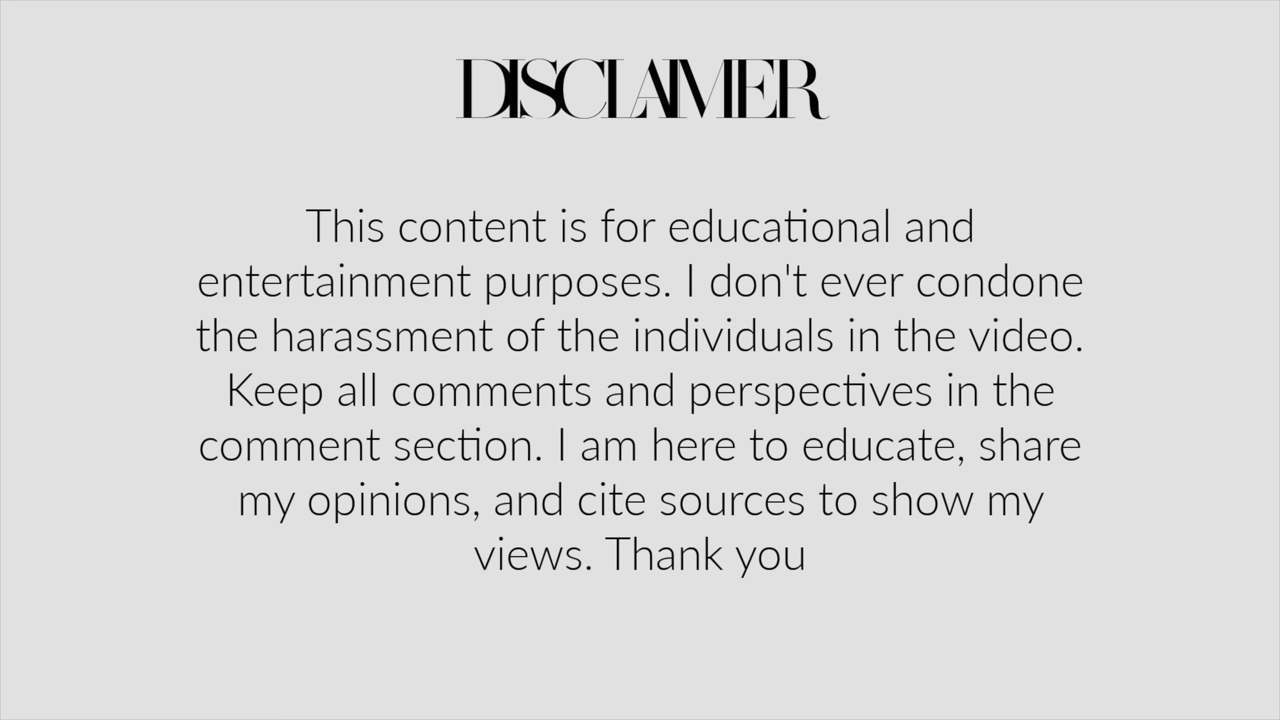 DISCLAIMER
This content is for educational and
entertainment purposes. I don't ever condone
the harassment of the individuals in the video.
Keep all comments and perspectives in the
comment section. I am here to educate, share
my opinions, and cite sources to show my
views. Thank you